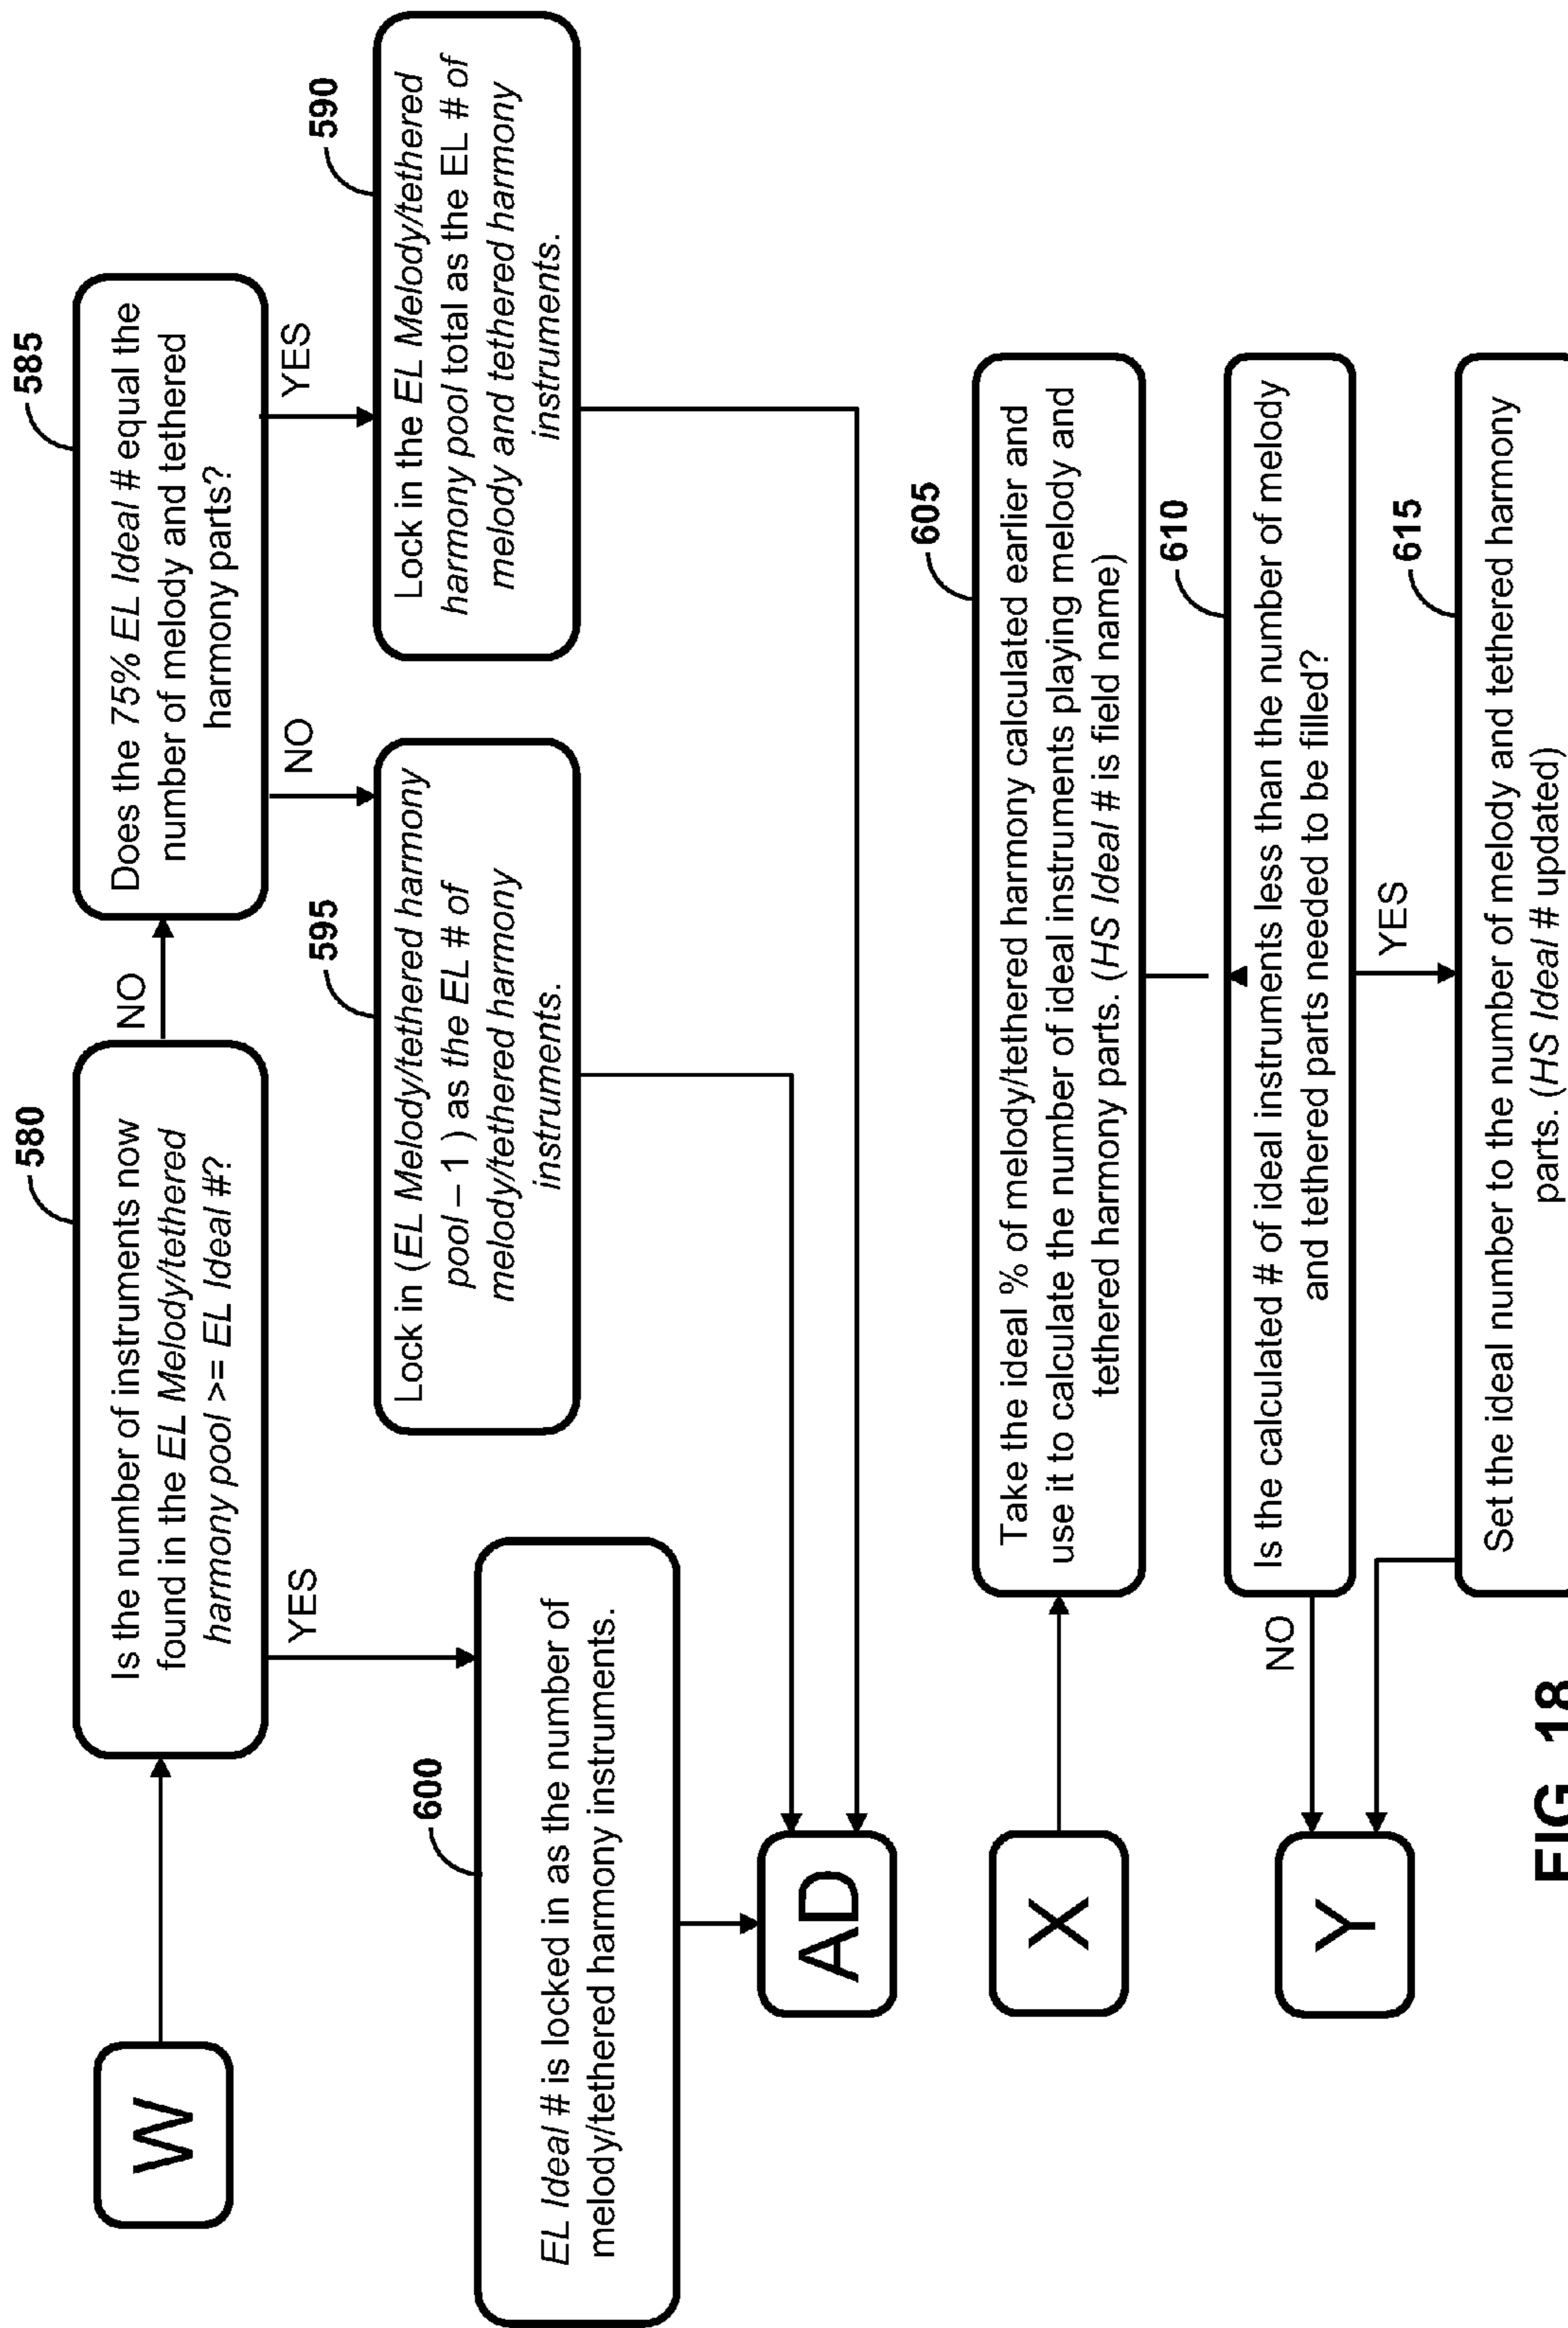 W
580
Is the number of instruments now
found in the EL Melody/tethered
harmony pool >= EL Ideal #?
NO
585
Does the 75% EL Ideal # equal the
number of melody and tethered
harmony parts?
YES
590
Lock in the EL Melody/tethered
harmony pool total as the EL # of
melody and tethered harmony
instruments.
NO
595
Lock in (EL Melody/tethered harmony
pool – 1 ) as the EL # of
melody/tethered harmony
instruments.
YES
600
EL Ideal # is locked in as the number of
melody/tethered harmony instruments.
AD
X
605
Take the ideal % of melody/tethered harmony calculated earlier and
use it to calculate the number of ideal instruments playing melody and
tethered harmony parts. (HS Ideal # is field name)
610
Is the calculated # of ideal instruments less than the number of melody
and tethered parts needed to be filled?
NO
Y
YES
615
Set the ideal number to the number of melody and tethered harmony
parts. (HS Ideal # updated)
FIG 18